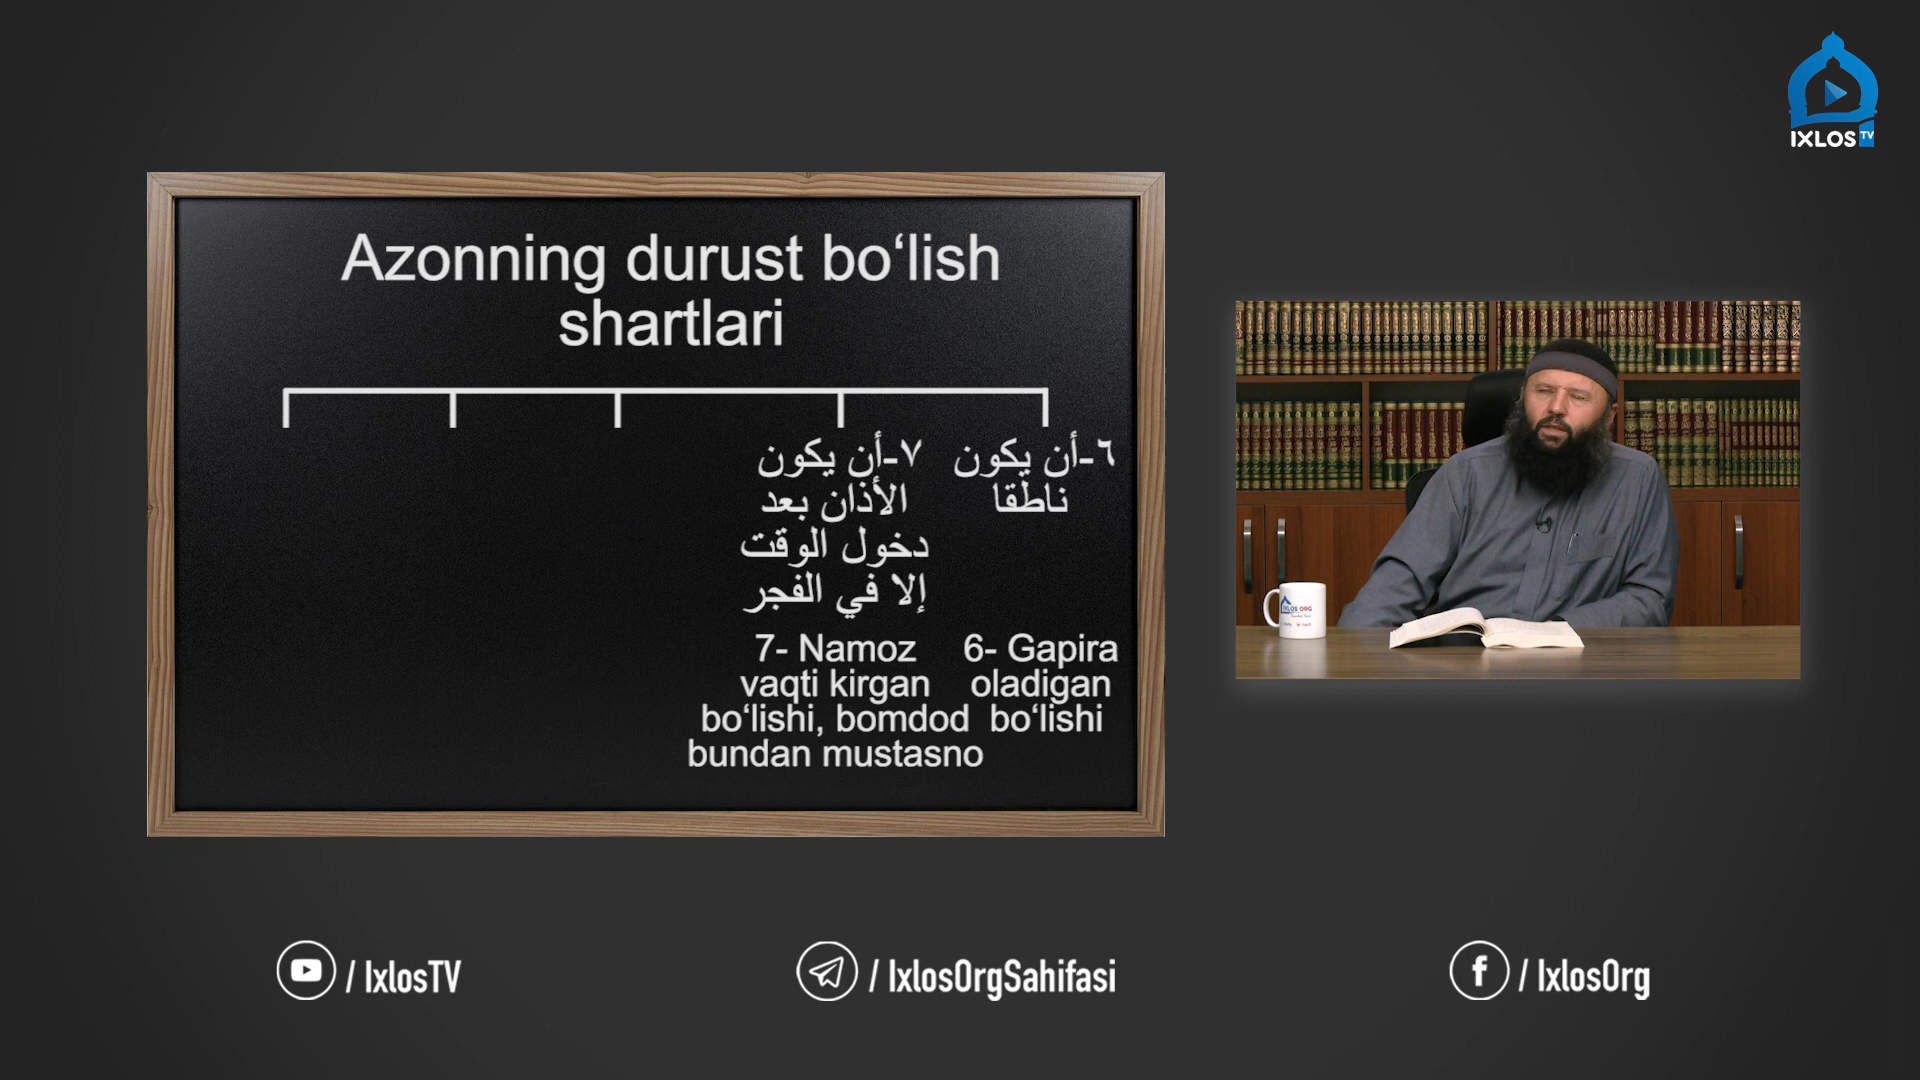 IXLOS TV
Azonning durust bo‘lish
shartlari
٦-أن يكون
ناطقا
٧-أن يكون
الأذان بعد
دخول الوقت
إلا في الفجر
6- Gapira
oladigan
bo‘lishi
7- Namoz
vaqti kirgan
bo‘lishi, bomdod
bundan mustasno
IXLOS ORG
/ IxlosTV
/ IxlosOrgSahifasi
/ IxlosOrg